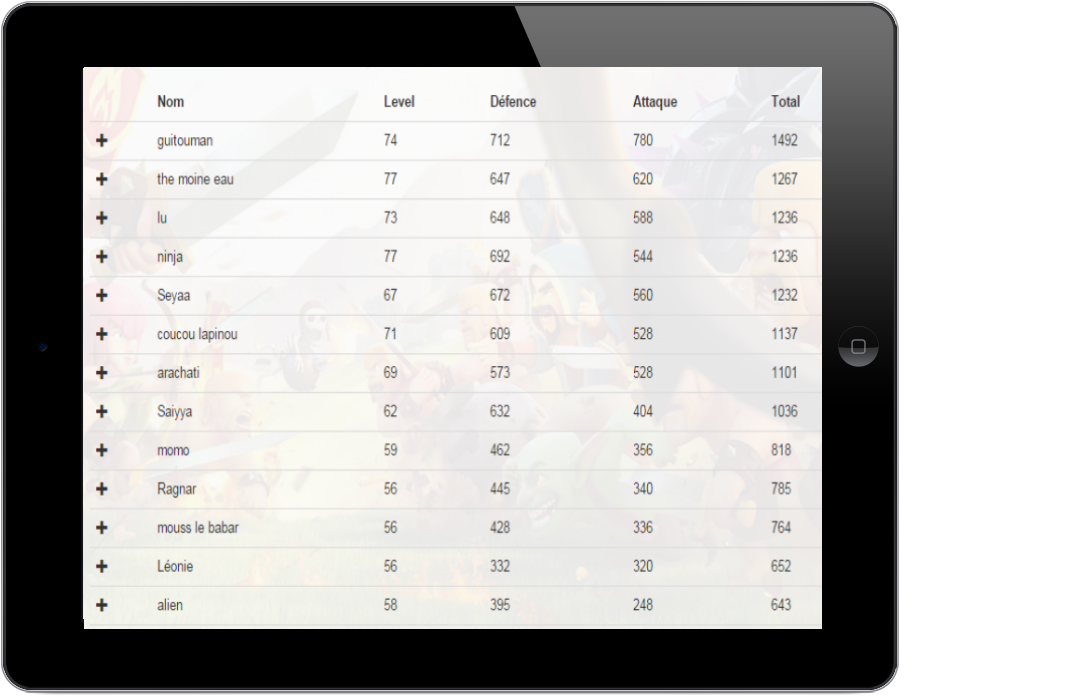 Nom Level Défence Attaque Total
guitouman 74 712 780 1492
the moine eau 77 647 620 1267
lu 73 648 588 1236
ninja 77 692 544 1236
Seyaa 67 672 560 1232
coucou lapinou 71 609 528 1137
arachati 69 573 528 1101
Saiyya 62 632 404 1036
momo 59 462 356 818
Ragnar 56 445 340 785
mouss le babar 56 428 336 764
Léonie 56 332 320 652
alien 58 395 248 643